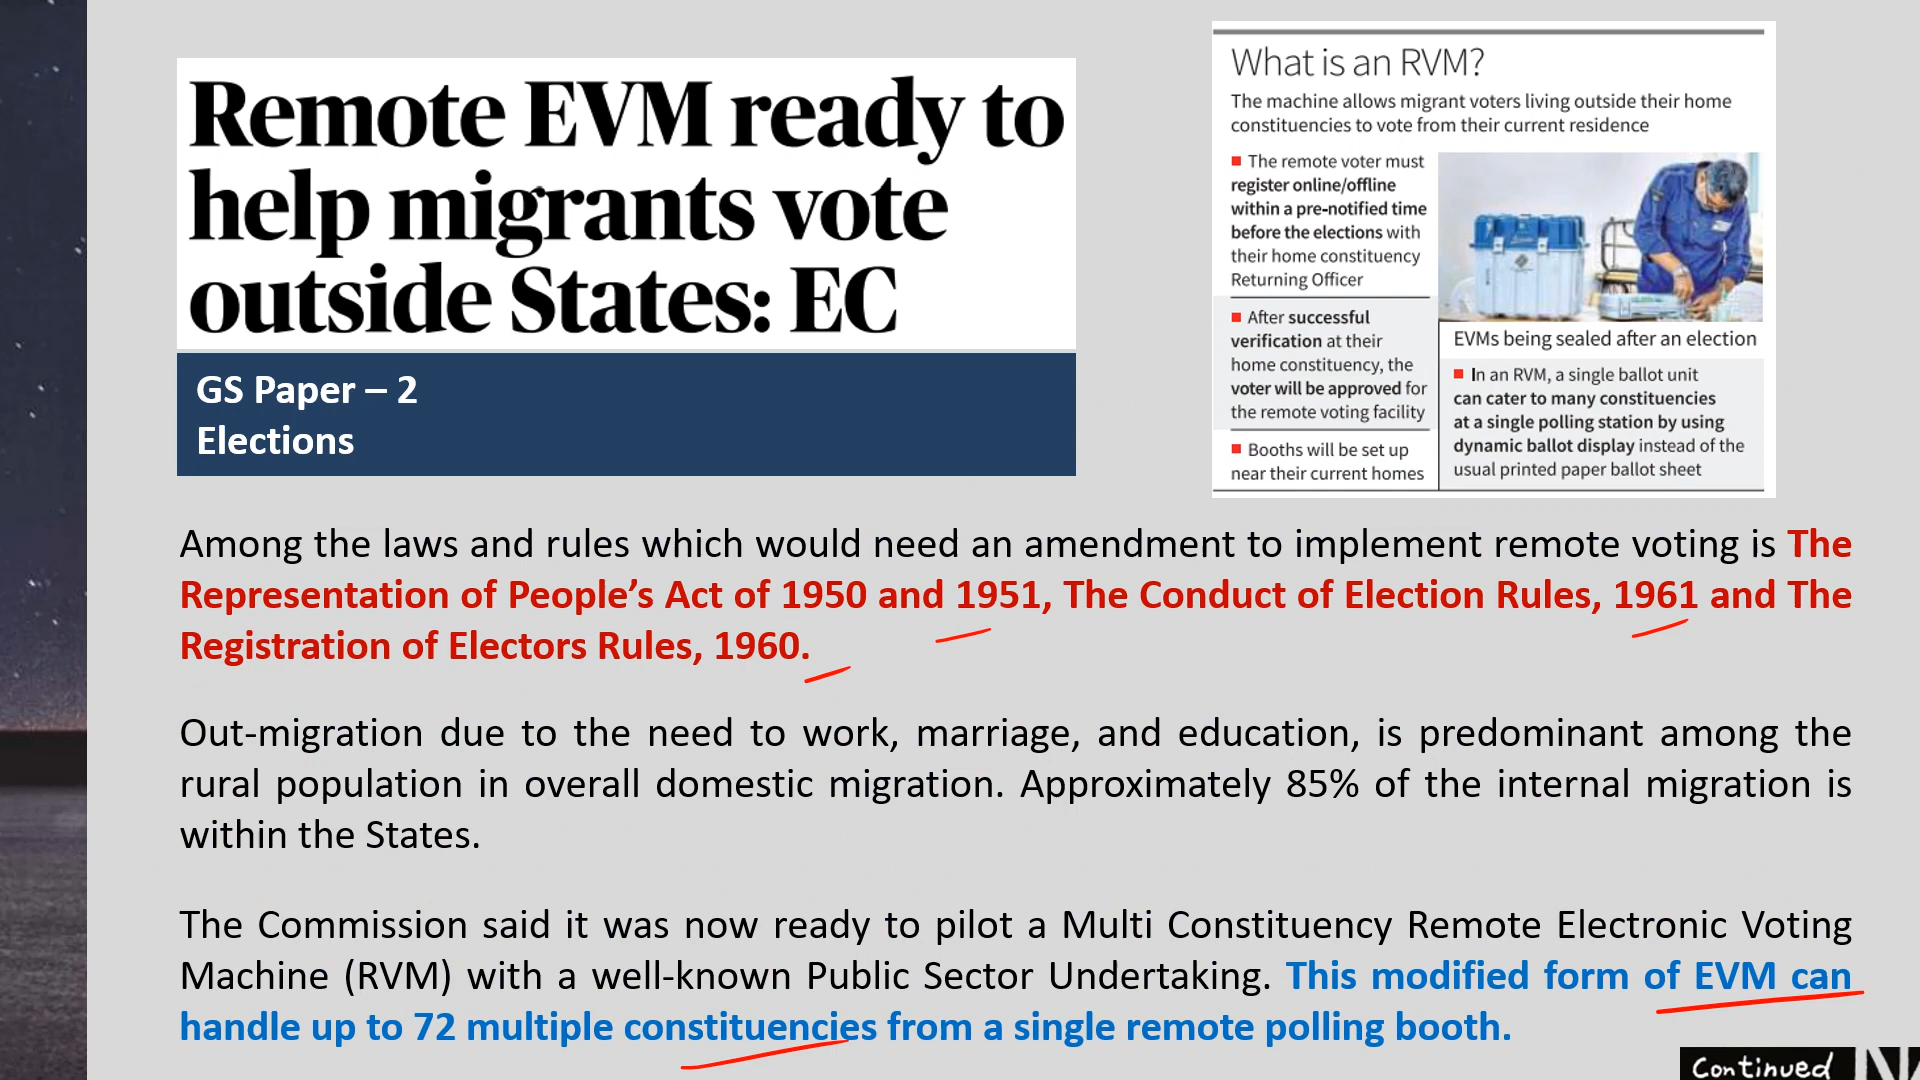 Remote EVM ready to
help migrants vote
outside States: EC
GS Paper – 2
Elections
What is an RVM?
The machine allows migrant voters living outside their home
constituencies to vote from their current residence
■ The remote voter must
register online/offline
within a pre-notified time
before the elections with
their home constituency
Returning Officer
■ After successful
verification at their
home constituency, the
voter will be approved for
the remote voting facility
■ Booths will be set up
near their current homes
EVMs being sealed after an election
■ In an RVM, a single ballot unit
can cater to many constituencies
at a single polling station by using
dynamic ballot display instead of the
usual printed paper ballot sheet
Among the laws and rules which would need an amendment to implement remote voting is The
Representation of People’s Act of 1950 and 1951, The Conduct of Election Rules, 1961 and The
Registration of Electors Rules, 1960.
Out-migration due to the need to work, marriage, and education, is predominant among the
rural population in overall domestic migration. Approximately 85% of the internal migration is
within the States.
The Commission said it was now ready to pilot a Multi Constituency Remote Electronic Voting
Machine (RVM) with a well-known Public Sector Undertaking. This modified form of EVM can
handle up to 72 multiple constituencies from a single remote polling booth.
Continued